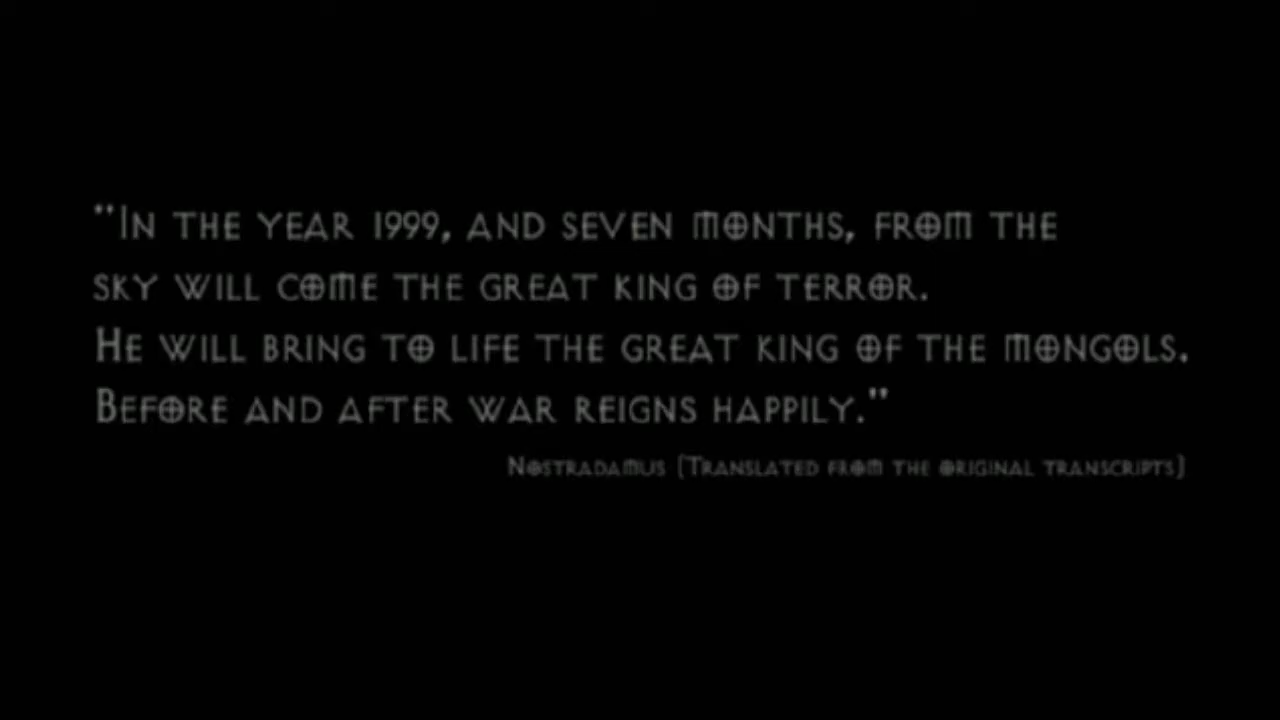 "In the year 1999, and seven months, from the
sky will come the great king of terror.
He will bring to life the great king of the mongols.
Before and after war reigns happily."
Nostradamus (Translated from the original transcripts)